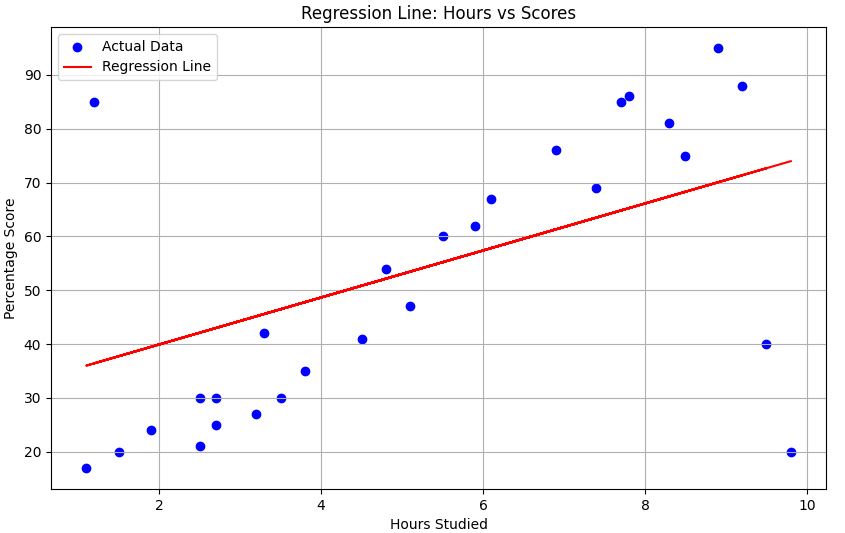 Regression Line: Hours vs Scores
Actual Data
Regression Line
Percentage Score
90
80
70
60
50
40
30
20
2
4
6
8
10
Hours Studied